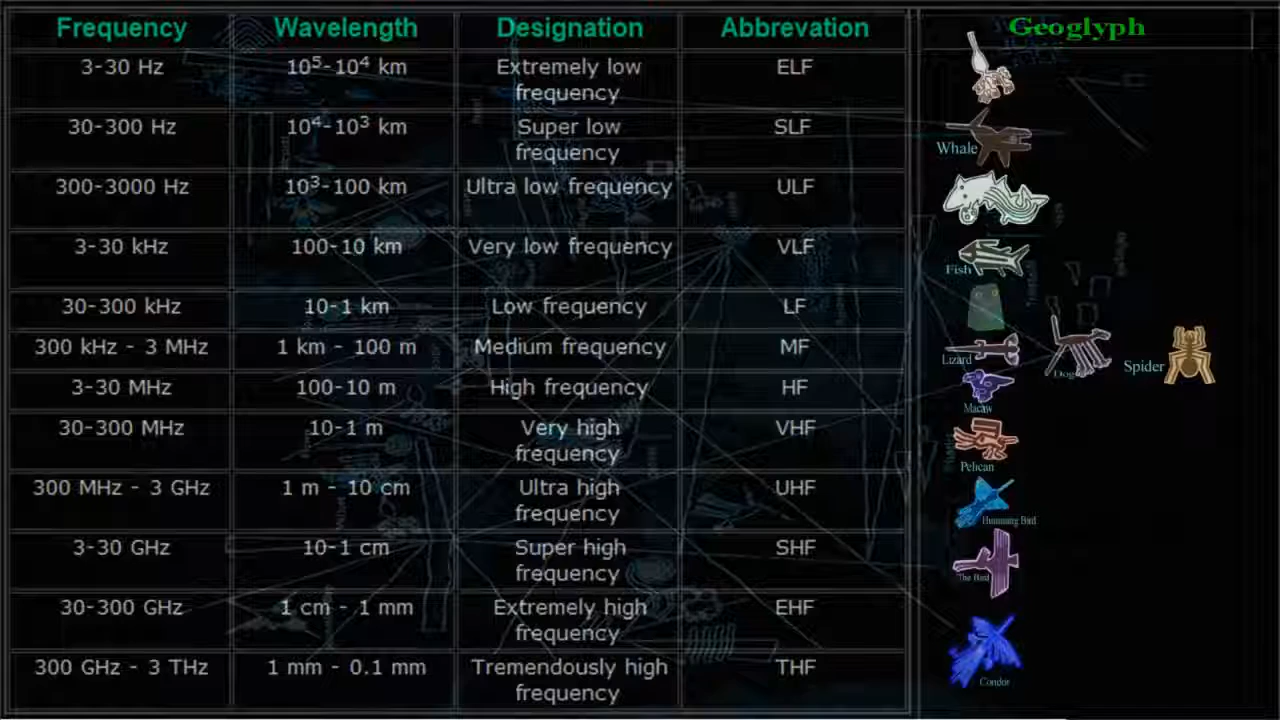 Frequency Wavelength Designation Abbrevation Geoglyph
3-30 Hz 10⁵-10⁴ km Extremely low frequency ELF
30-300 Hz 10⁴-10³ km Super low frequency SLF
Whale
300-3000 Hz 10³-100 km Ultra low frequency ULF
3-30 kHz 100-10 km Very low frequency VLF
Fish
30-300 kHz 10-1 km Low frequency LF
300 kHz - 3 MHz 1 km - 100 m Medium frequency MF
Lizard Dog Spider
3-30 MHz 100-10 m High frequency HF
Macaw
30-300 MHz 10-1 m Very high frequency VHF
Pelican
300 MHz - 3 GHz 1 m - 10 cm Ultra high frequency UHF
Humming Bird
3-30 GHz 10-1 cm Super high frequency SHF
The Bird
30-300 GHz 1 cm - 1 mm Extremely high frequency EHF
300 GHz - 3 THz 1 mm - 0.1 mm Tremendously high frequency THF
Condor